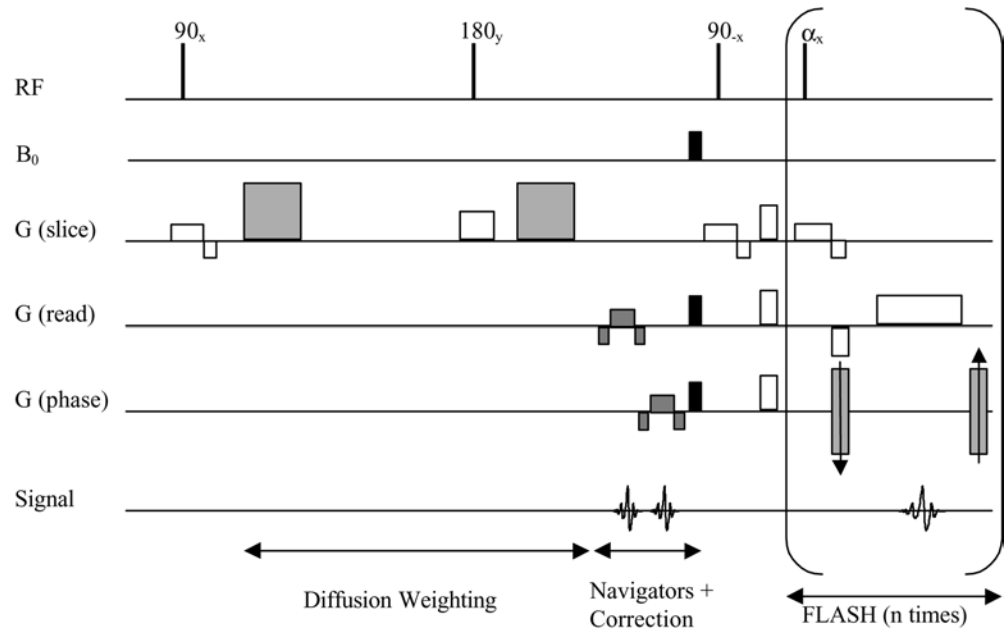 90x 180y 90-x αx
RF
B0
G (slice)
G (read)
G (phase)
Signal
Diffusion Weighting
Navigators +
Correction
FLASH (n times)